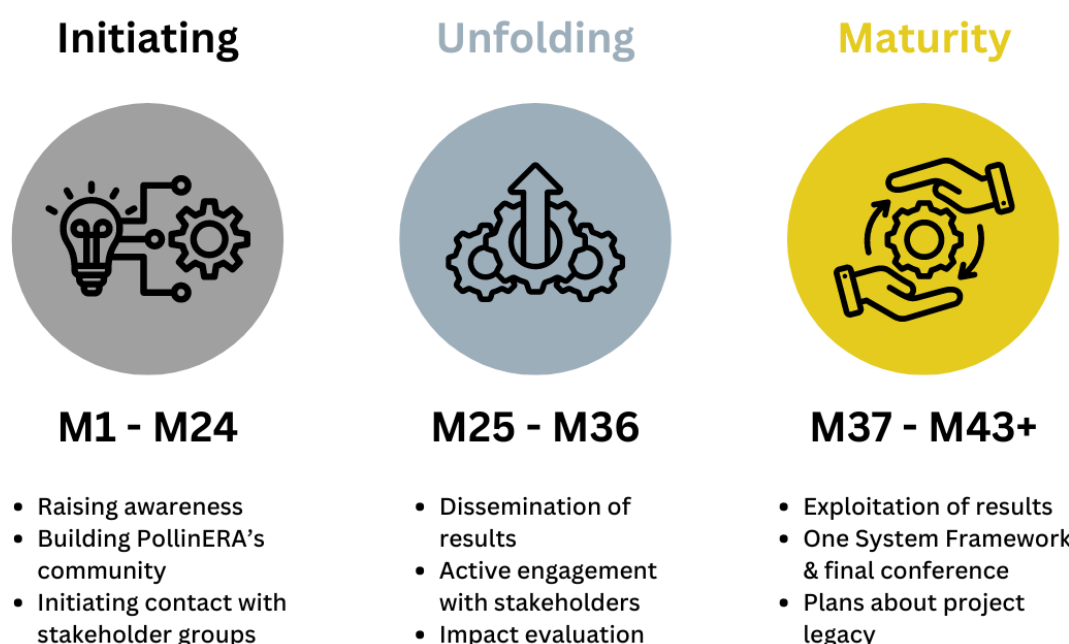 Initiating
Unfolding
Maturity
M1 - M24
M25 - M36
M37 - M43+
• Raising awareness
• Building PollinERA's
community
• Initiating contact with
stakeholder groups
• Dissemination of
results
• Active engagement
with stakeholders
• Impact evaluation
• Exploitation of results
• One System Framework
& final conference
• Plans about project
legacy